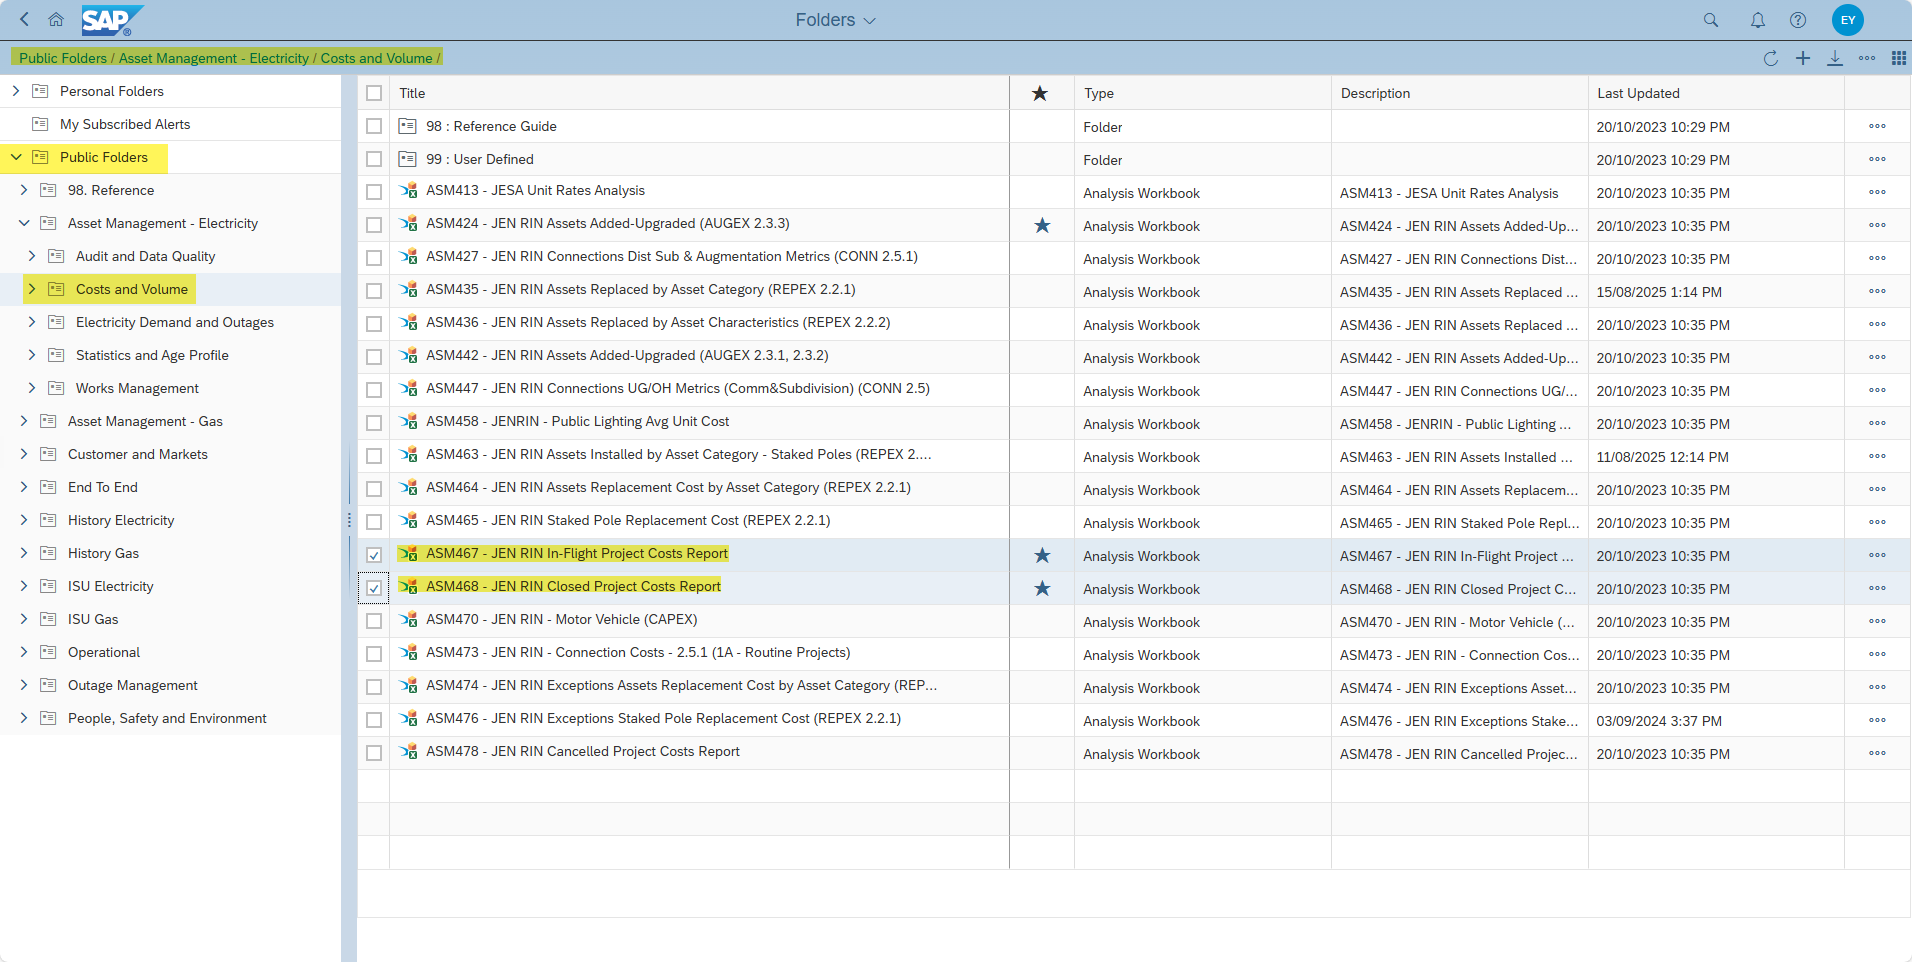 SAP®
Folders
EY
Public Folders / Asset Management - Electricity / Costs and Volume /
Personal Folders
My Subscribed Alerts
Public Folders
98. Reference
Asset Management - Electricity
Audit and Data Quality
Costs and Volume
Electricity Demand and Outages
Statistics and Age Profile
Works Management
Asset Management - Gas
Customer and Markets
End To End
History Electricity
History Gas
ISU Electricity
ISU Gas
Operational
Outage Management
People, Safety and Environment
Title ★ Type Description Last Updated
98 : Reference Guide Folder 20/10/2023 10:29 PM
99 : User Defined Folder 20/10/2023 10:29 PM
ASM413 - JESA Unit Rates Analysis Analysis Workbook ASM413 - JESA Unit Rates Analysis 20/10/2023 10:35 PM
ASM424 - JEN RIN Assets Added-Upgraded (AUGEX 2.3.3) ★ Analysis Workbook ASM424 - JEN RIN Assets Added-Up... 20/10/2023 10:35 PM
ASM427 - JEN RIN Connections Dist Sub & Augmentation Metrics (CONN 2.5.1) Analysis Workbook ASM427 - JEN RIN Connections Dist... 20/10/2023 10:35 PM
ASM435 - JEN RIN Assets Replaced by Asset Category (REPEX 2.2.1) Analysis Workbook ASM435 - JEN RIN Assets Replaced ... 15/08/2025 1:14 PM
ASM436 - JEN RIN Assets Replaced by Asset Characteristics (REPEX 2.2.2) Analysis Workbook ASM436 - JEN RIN Assets Replaced ... 20/10/2023 10:35 PM
ASM442 - JEN RIN Assets Added-Upgraded (AUGEX 2.3.1, 2.3.2) Analysis Workbook ASM442 - JEN RIN Assets Added-Up... 20/10/2023 10:35 PM
ASM447 - JEN RIN Connections UG/OH Metrics (Comm&Subdivision) (CONN 2.5) Analysis Workbook ASM447 - JEN RIN Connections UG/... 20/10/2023 10:35 PM
ASM458 - JENRIN - Public Lighting Avg Unit Cost Analysis Workbook ASM458 - JENRIN - Public Lighting ... 20/10/2023 10:35 PM
ASM463 - JEN RIN Assets Installed by Asset Category - Staked Poles (REPEX 2.... Analysis Workbook ASM463 - JEN RIN Assets Installed ... 11/08/2025 12:14 PM
ASM464 - JEN RIN Assets Replacement Cost by Asset Category (REPEX 2.2.1) Analysis Workbook ASM464 - JEN RIN Assets Replacem... 20/10/2023 10:35 PM
ASM465 - JEN RIN Staked Pole Replacement Cost (REPEX 2.2.1) Analysis Workbook ASM465 - JEN RIN Staked Pole Repl... 20/10/2023 10:35 PM
ASM467 - JEN RIN In-Flight Project Costs Report ★ Analysis Workbook ASM467 - JEN RIN In-Flight Project ... 20/10/2023 10:35 PM
ASM468 - JEN RIN Closed Project Costs Report ★ Analysis Workbook ASM468 - JEN RIN Closed Project C... 20/10/2023 10:35 PM
ASM470 - JEN RIN - Motor Vehicle (CAPEX) Analysis Workbook ASM470 - JEN RIN - Motor Vehicle (... 20/10/2023 10:35 PM
ASM473 - JEN RIN - Connection Costs - 2.5.1 (1A - Routine Projects) Analysis Workbook ASM473 - JEN RIN - Connection Cos... 20/10/2023 10:35 PM
ASM474 - JEN RIN Exceptions Assets Replacement Cost by Asset Category (REP... Analysis Workbook ASM474 - JEN RIN Exceptions Asset... 20/10/2023 10:35 PM
ASM476 - JEN RIN Exceptions Staked Pole Replacement Cost (REPEX 2.2.1) Analysis Workbook ASM476 - JEN RIN Exceptions Stake... 03/09/2024 3:37 PM
ASM478 - JEN RIN Cancelled Project Costs Report Analysis Workbook ASM478 - JEN RIN Cancelled Projec... 20/10/2023 10:35 PM